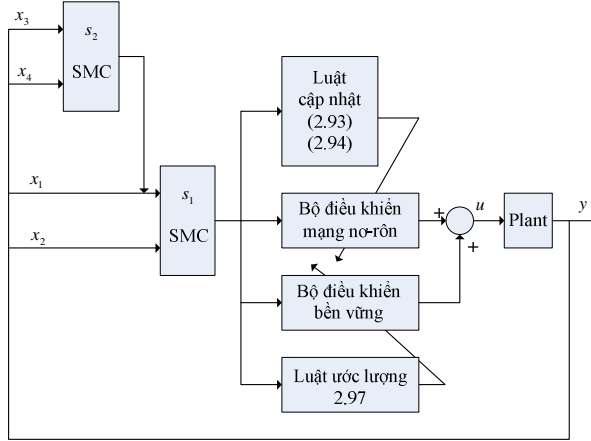 x3
s2
SMC
x4
Luật
cập nhật
(2.93)
(2.94)
x1
s1
SMC
x2
Bộ điều khiển
mạng nơ-rôn
+
+
u
Plant
y
Bộ điều khiển
bền vững
Luật ước lượng
2.97